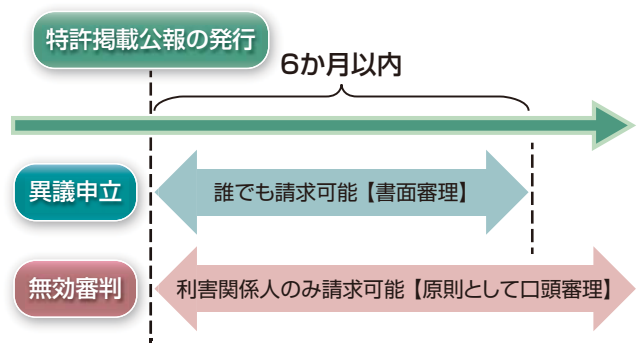 特許掲載公報の発行
6か月以内
異議申立
誰でも請求可能【書面審理】
無効審判
利害関係人のみ請求可能【原則として口頭審理】